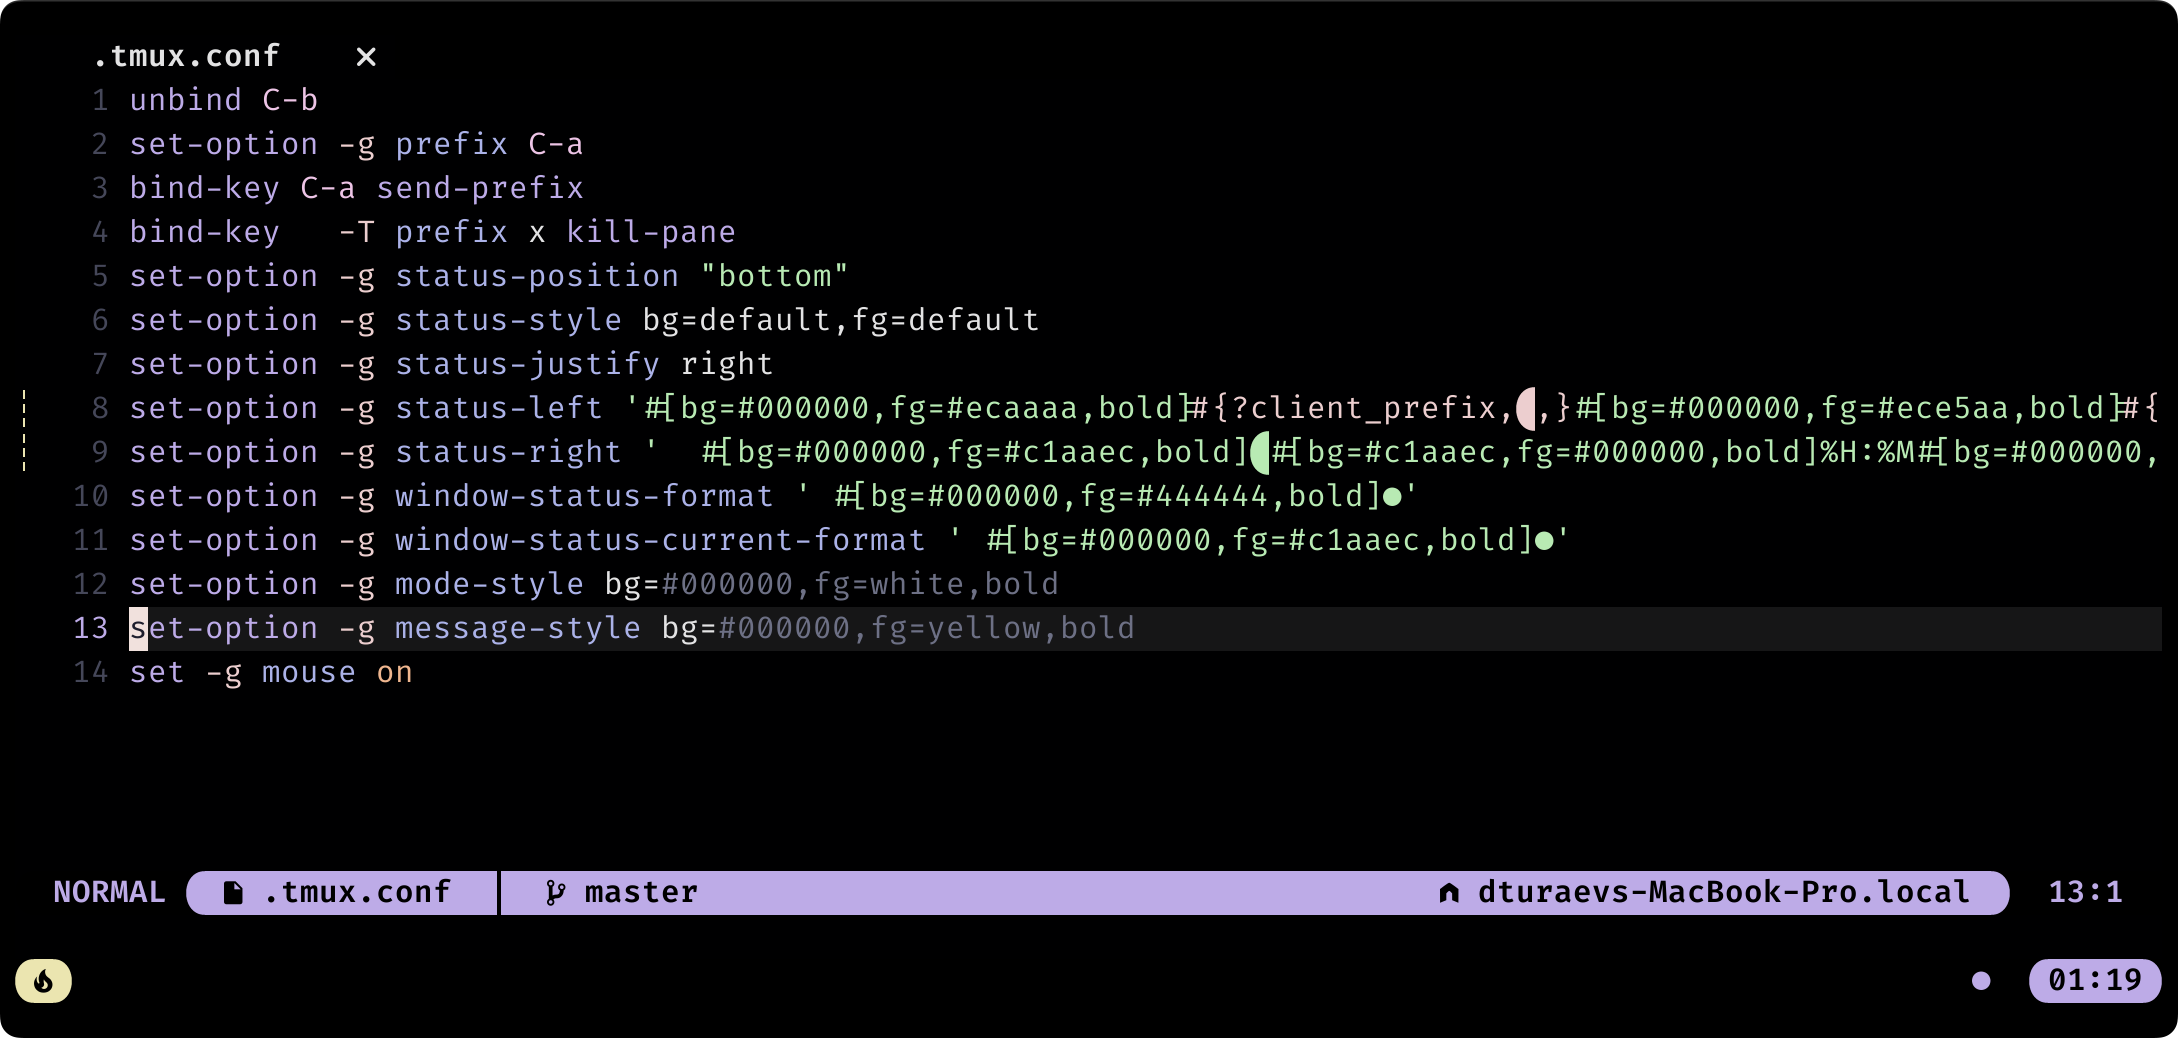 .tmux.conf ×
1 unbind C-b
2 set-option -g prefix C-a
3 bind-key C-a send-prefix
4 bind-key   -T prefix x kill-pane
5 set-option -g status-position "bottom"
6 set-option -g status-style bg=default,fg=default
7 set-option -g status-justify right
8 set-option -g status-left '#[bg=#000000,fg=#ecaaaa,bold]#{?client_prefix,,}#[bg=#000000,fg=#ece5aa,bold]#{
9 set-option -g status-right '  #[bg=#000000,fg=#c1aaec,bold]#[bg=#c1aaec,fg=#000000,bold]%H:%M#[bg=#000000,
10 set-option -g window-status-format ' #[bg=#000000,fg=#444444,bold]●'
11 set-option -g window-status-current-format ' #[bg=#000000,fg=#c1aaec,bold]●'
12 set-option -g mode-style bg=#000000,fg=white,bold
13 set-option -g message-style bg=#000000,fg=yellow,bold
14 set -g mouse on
NORMAL .tmux.conf master dturaevs-MacBook-Pro.local 13:1
● 01:19